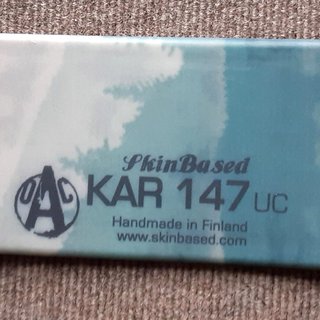 SkinBased
OAC KAR 147 UC
Handmade in Finland
www.skinbased.com